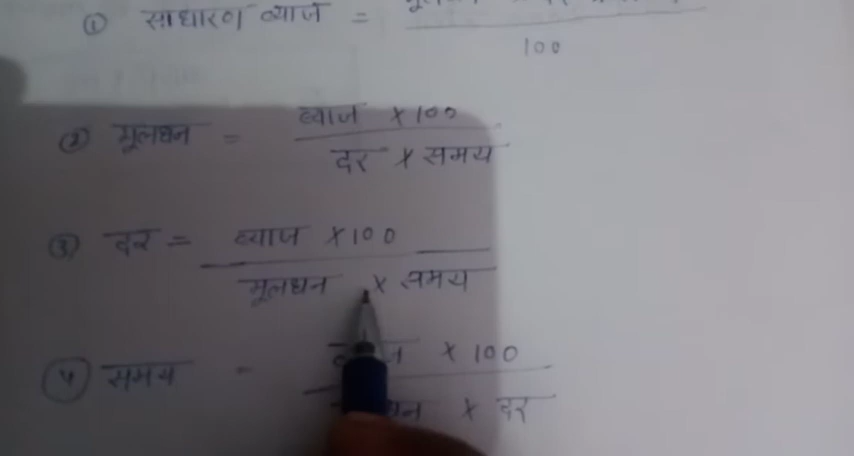 ① साधारण ब्याज =
100
② मूलधन = ब्याज × 100
दर × समय
③ दर = ब्याज × 100
मूलधन × समय
④ समय = × 100
× दर